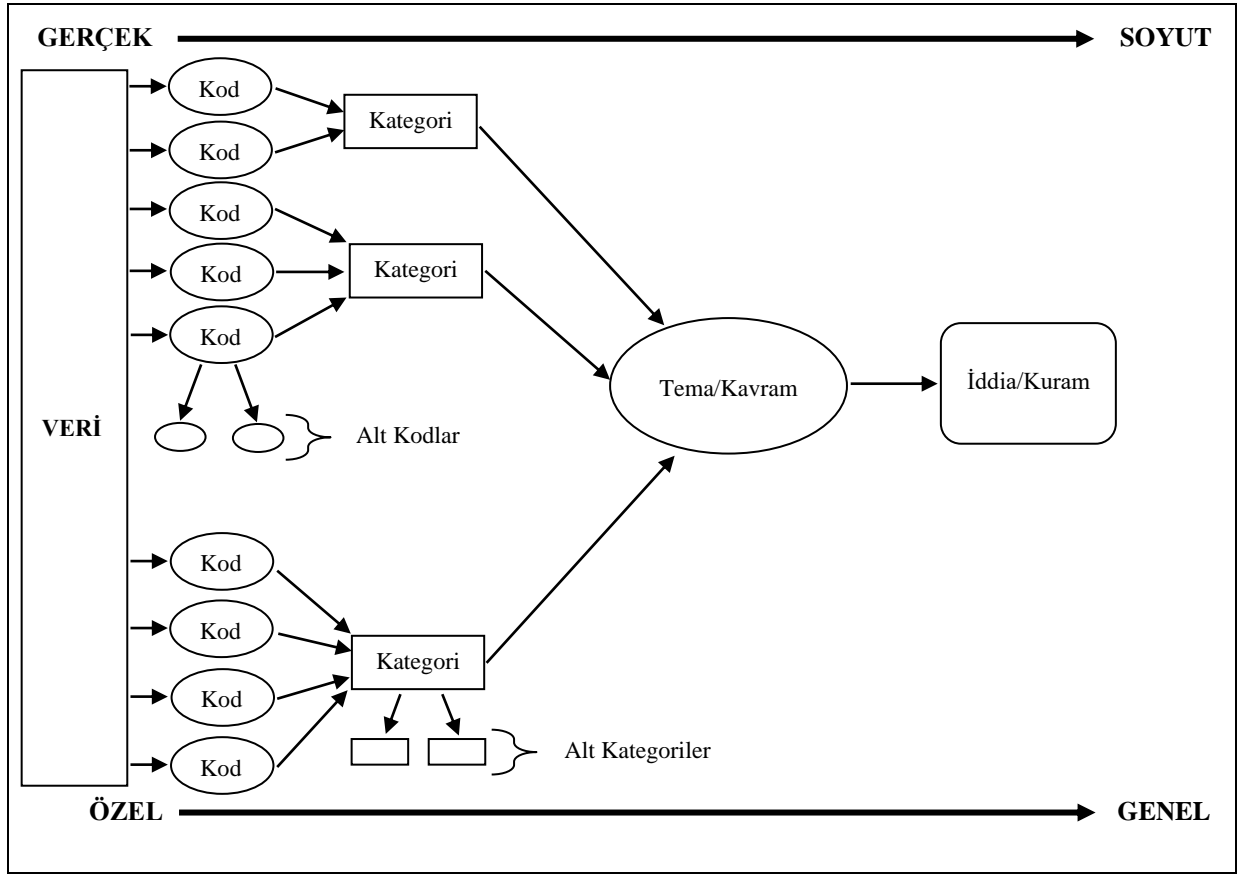 GERÇEK
SOYUT
Kod
Kategori
Kod
Kod
Kategori
Kod
Kod
Tema/Kavram
İddia/Kuram
VERİ
Alt Kodlar
Kod
Kod
Kategori
Kod
Alt Kategoriler
Kod
ÖZEL
GENEL